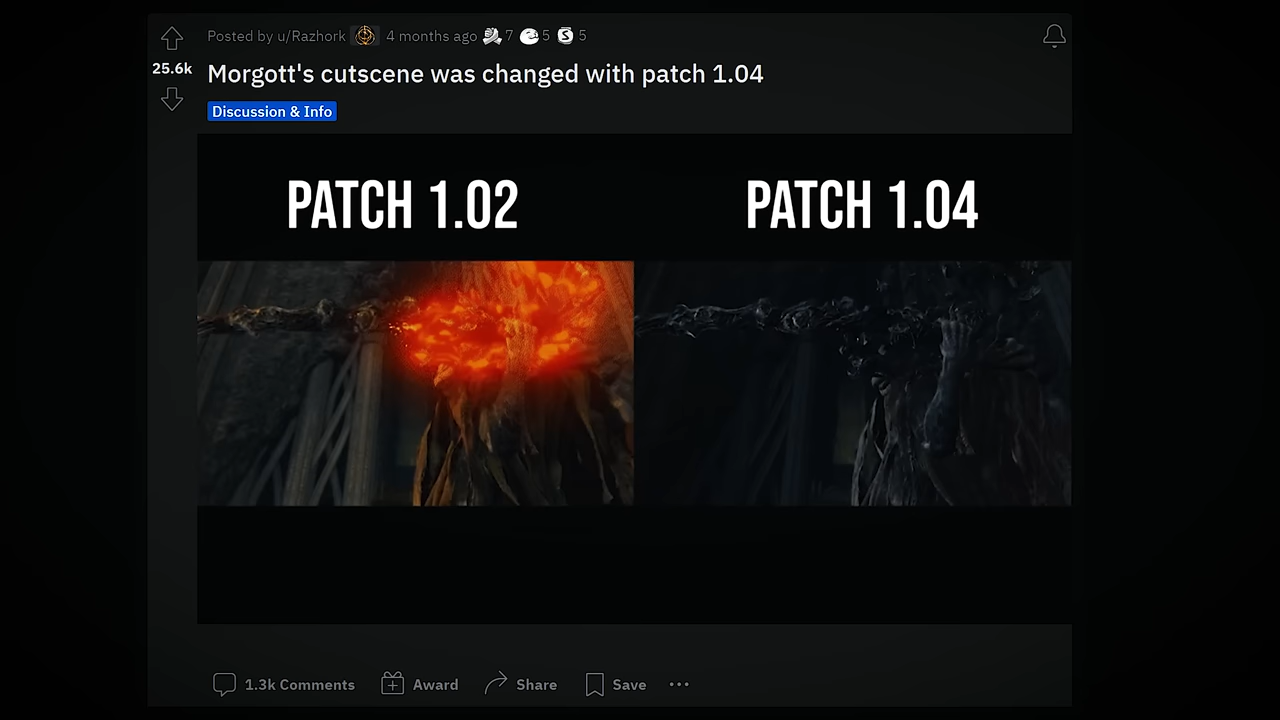 Posted by u/Razhork 4 months ago 7 5 5
25.6k
Morgott's cutscene was changed with patch 1.04
Discussion & Info
PATCH 1.02
PATCH 1.04
1.3k Comments Award Share Save